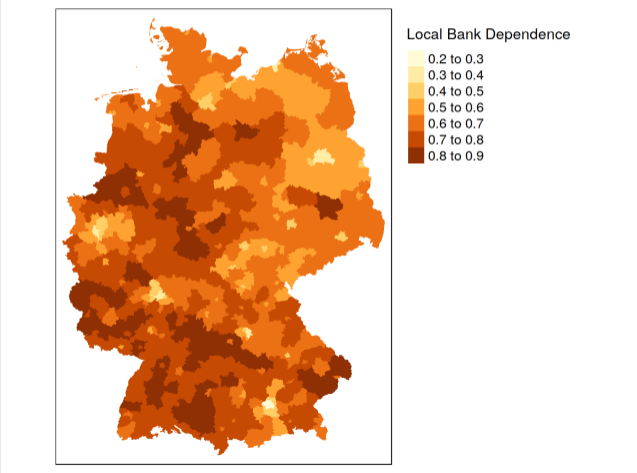 Local Bank Dependence
0.2 to 0.3
0.3 to 0.4
0.4 to 0.5
0.5 to 0.6
0.6 to 0.7
0.7 to 0.8
0.8 to 0.9